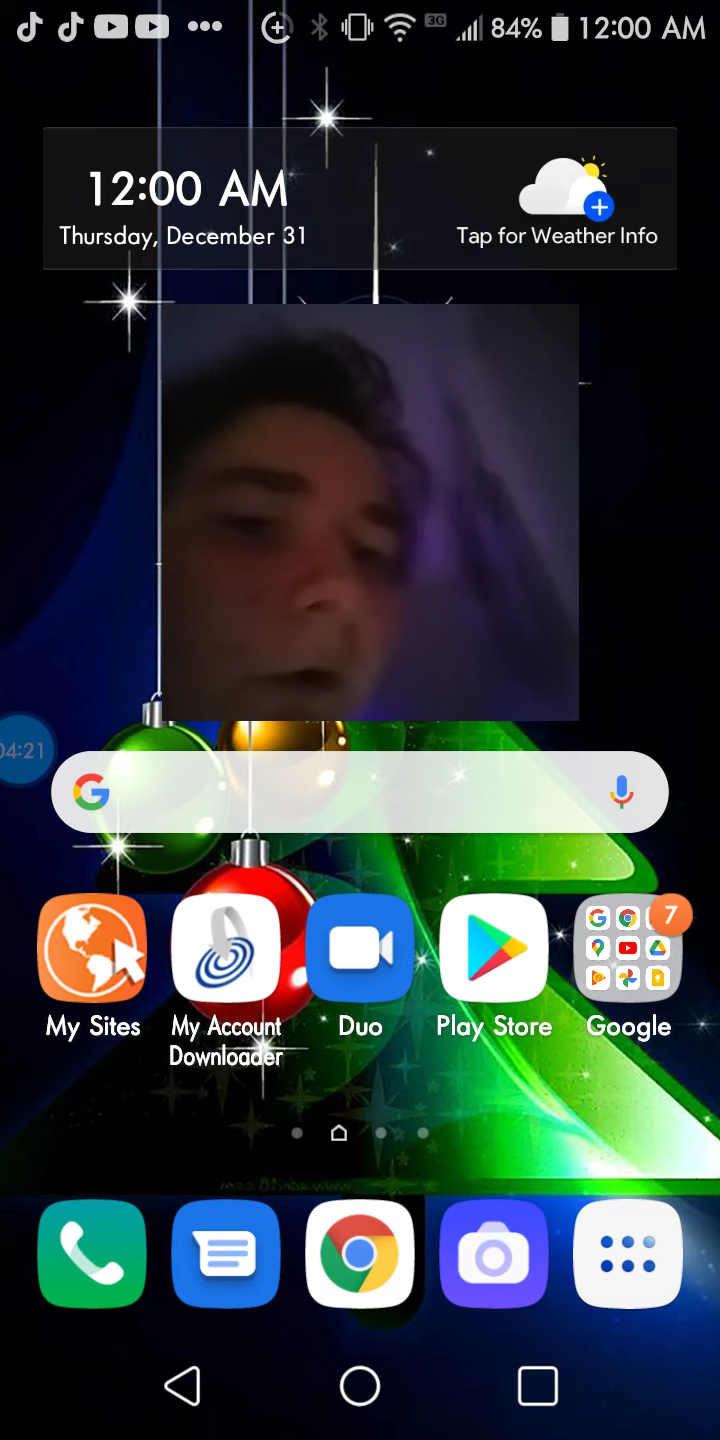 3G 84% 12:00 AM
12:00 AM
Thursday, December 31
Tap for Weather Info
04:21
7
My Sites
My Account
Downloader
Duo
Play Store
Google